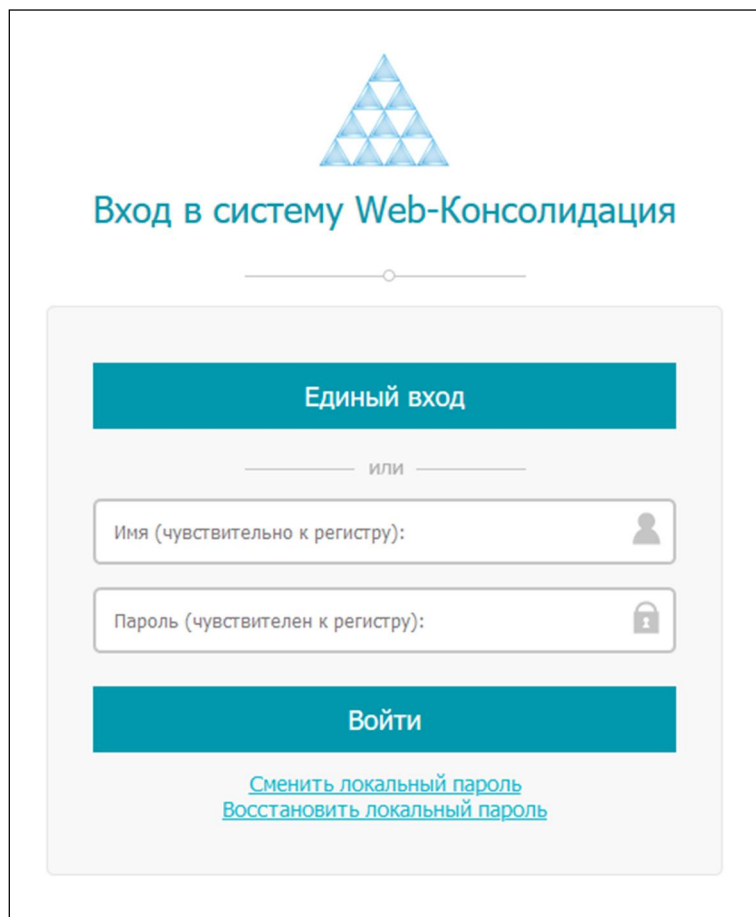 Вход в систему Web-Консолидация
Единый вход
или
Имя (чувствительно к регистру):
Пароль (чувствителен к регистру):
Войти
Сменить локальный пароль
Восстановить локальный пароль